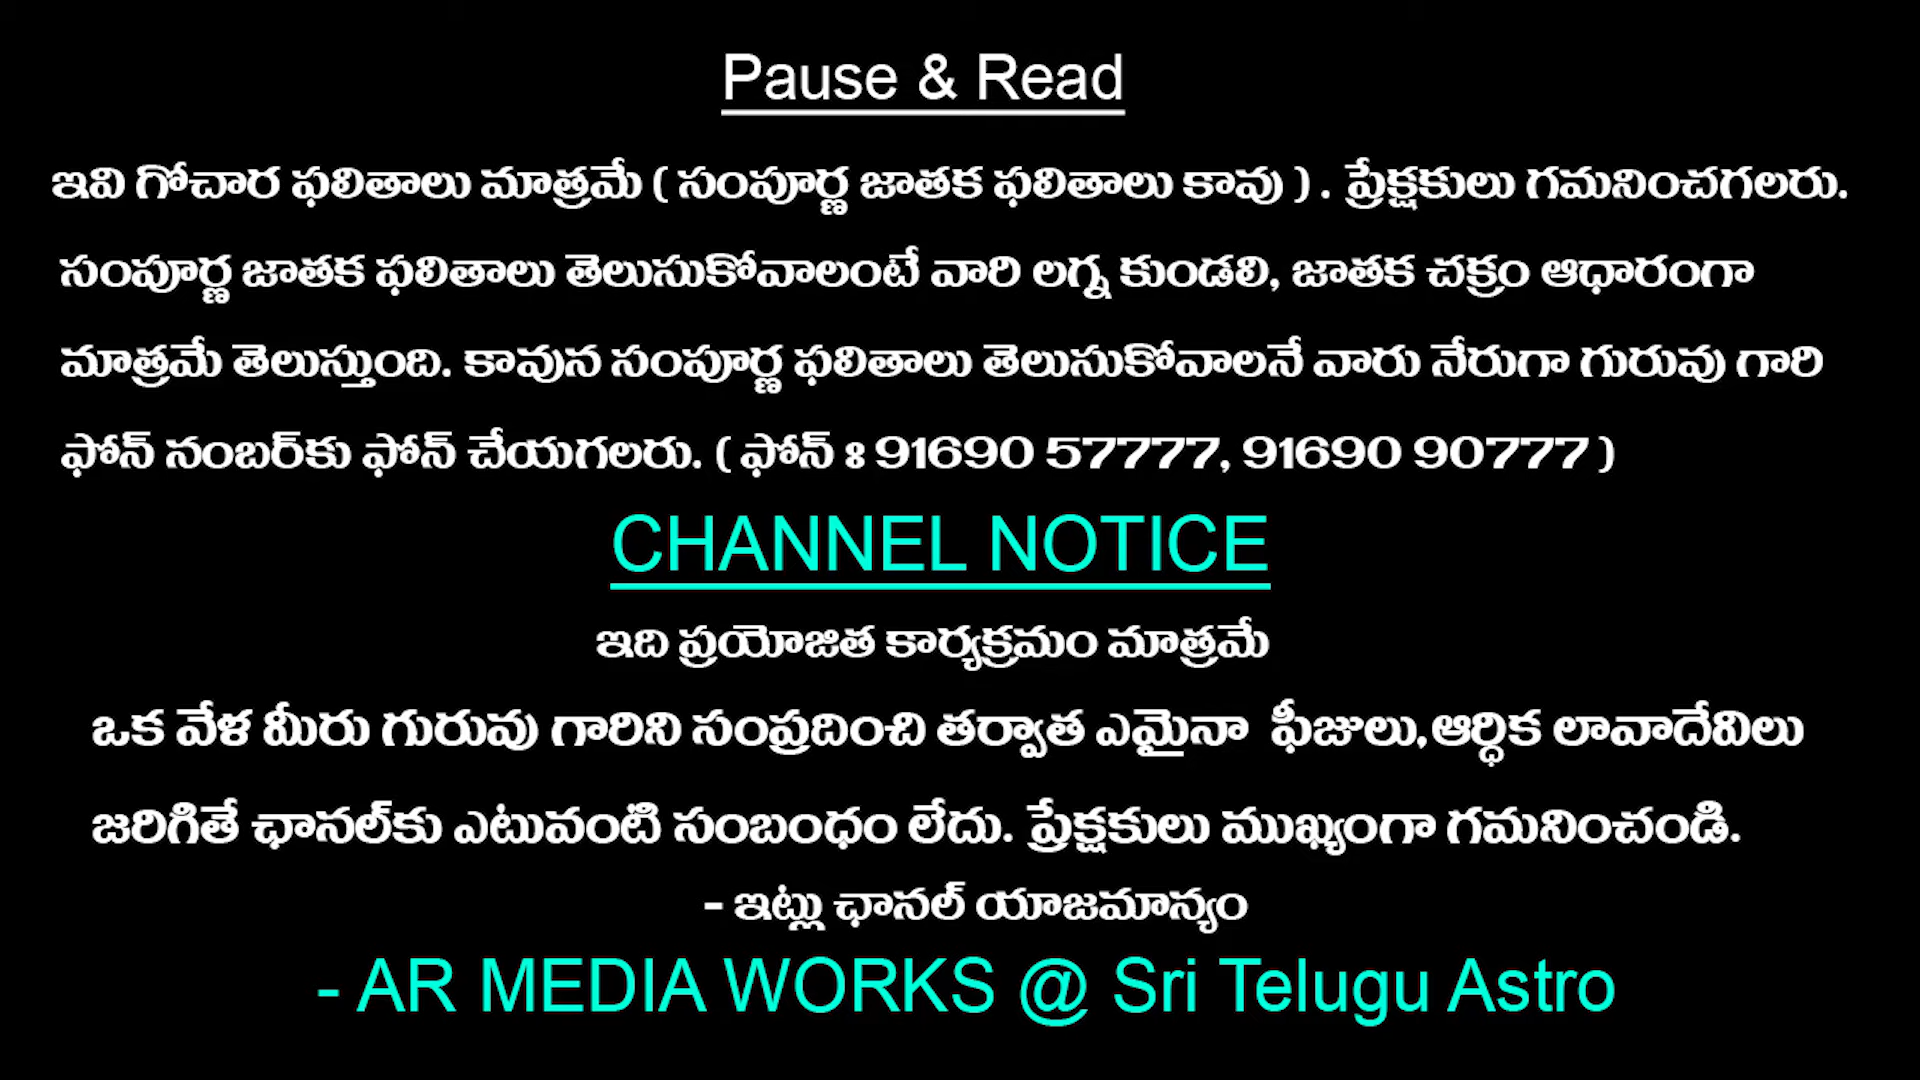 Pause & Read
ఇవి గోచార ఫలితాలు మాత్రమే ( సంపూర్ణ జాతక ఫలితాలు కావు ) . ప్రేక్షకులు గమనించగలరు.
సంపూర్ణ జాతక ఫలితాలు తెలుసుకోవాలంటే వారి లగ్న కుండలి, జాతక చక్రం ఆధారంగా
మాత్రమే తెలుస్తుంది. కావున సంపూర్ణ ఫలితాలు తెలుసుకోవాలనే వారు నేరుగా గురువు గారి
ఫోన్ నంబర్‌కు ఫోన్ చేయగలరు. ( ఫోన్ ః 91690 57777, 91690 90777 )
CHANNEL NOTICE
ఇది ప్రయోజిత కార్యక్రమం మాత్రమే
ఒక వేళ మీరు గురువు గారిని సంప్రదించి తర్వాత ఎమైనా ఫీజులు,ఆర్ధిక లావాదేవిలు
జరిగితే ఛానల్‌కు ఎటువంటి సంబంధం లేదు. ప్రేక్షకులు ముఖ్యంగా గమనించండి.
- ఇట్లు ఛానల్ యాజమాన్యం
- AR MEDIA WORKS @ Sri Telugu Astro